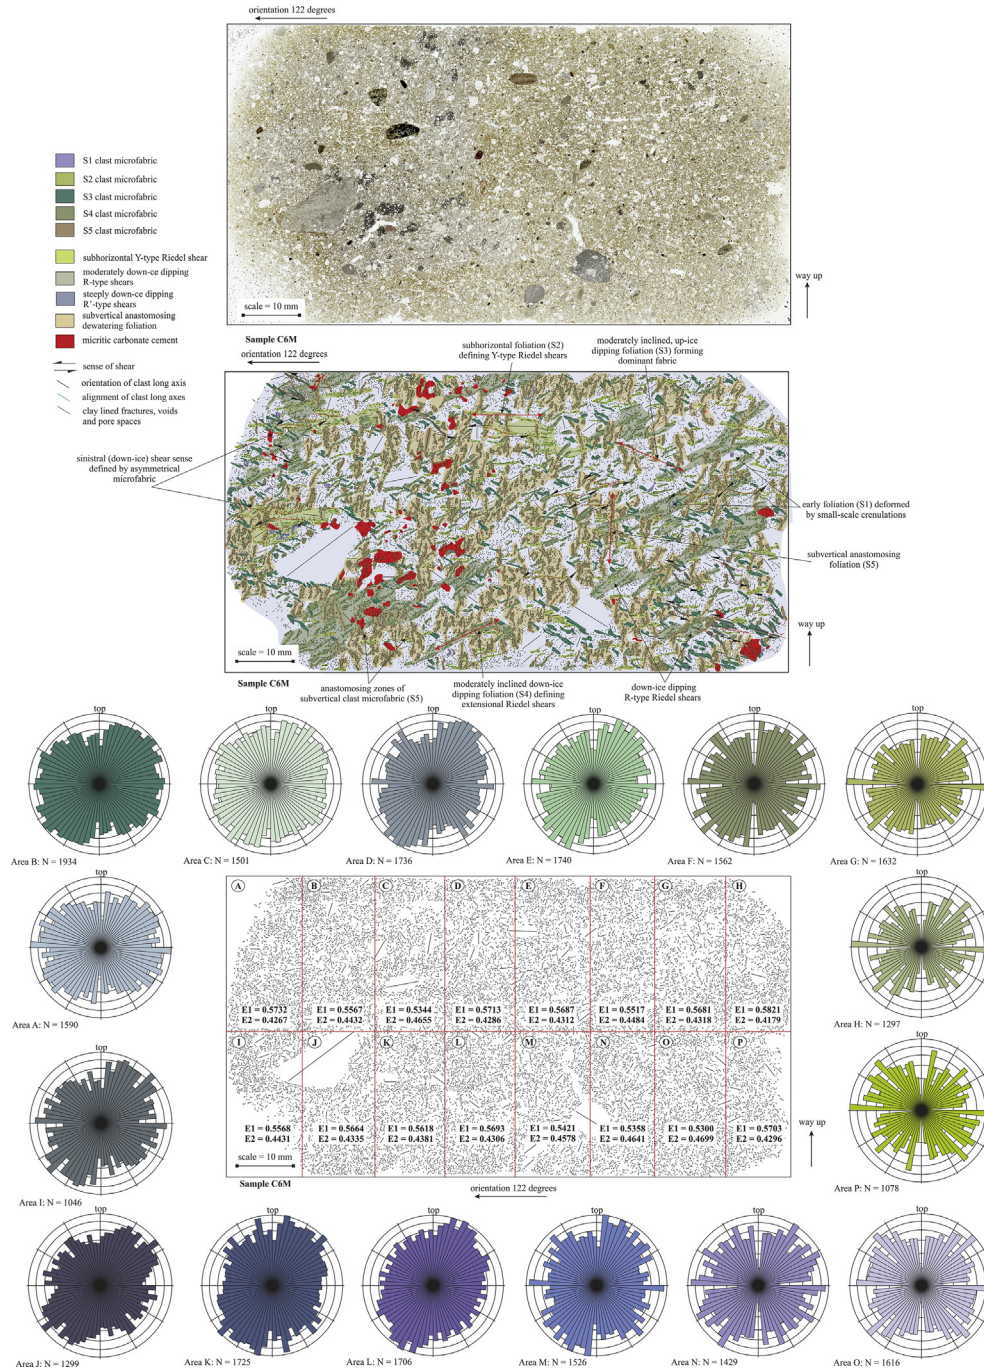 orientation 122 degrees
S1 clast microfabric
S2 clast microfabric
S3 clast microfabric
S4 clast microfabric
S5 clast microfabric
subhorizontal Y-type Riedel shear
moderately down-ce dipping
R-type shears
steeply down-ce dipping
R'-type shears
subvertical anastomosing
dewatering foliation
micritic carbonate cement
sense of shear
orientation of clast long axis
alignment of clast long axes
clay lined fractures, voids
and pore spaces
way up
scale = 10 mm
Sample C6M
orientation 122 degrees
subhorizontal foliation (S2)
defining Y-type Riedel shears
moderately inclined, up-ice
dipping foliation (S3) forming
dominant fabric
sinistral (down-ice) shear sense
defined by asymmetrical
microfabric
early foliation (S1) deformed
by small-scale crenulations
subvertical anastomosing
foliation (S5)
way up
scale = 10 mm
Sample C6M
anastomosing zones of
subvertical clast microfabric (S5)
moderately inclined down-ice
dipping foliation (S4) defining
extensional Riedel shears
down-ice dipping
R-type Riedel shears
top
top
top
top
top
top
Area B: N = 1934
Area C: N = 1501
Area D: N = 1736
Area E: N = 1740
Area F: N = 1562
Area G: N = 1632
A
B
C
D
E
F
G
H
E1 = 0.5732
E2 = 0.4267
E1 = 0.5567
E2 = 0.4432
E1 = 0.5344
E2 = 0.4655
E1 = 0.5713
E2 = 0.4286
E1 = 0.5687
E2 = 0.4312
E1 = 0.5517
E2 = 0.4484
E1 = 0.5681
E2 = 0.4318
E1 = 0.5821
E2 = 0.4179
Area A: N = 1590
Area H: N = 1297
I
J
K
L
M
N
O
P
E1 = 0.5568
E2 = 0.4431
E1 = 0.5664
E2 = 0.4335
E1 = 0.5618
E2 = 0.4381
E1 = 0.5693
E2 = 0.4306
E1 = 0.5421
E2 = 0.4578
E1 = 0.5358
E2 = 0.4641
E1 = 0.5300
E2 = 0.4699
E1 = 0.5703
E2 = 0.4296
scale = 10 mm
Sample C6M
way up
orientation 122 degrees
Area I: N = 1046
Area P: N = 1078
top
top
top
top
top
top
Area J: N = 1299
Area K: N = 1725
Area L: N = 1706
Area M: N = 1526
Area N: N = 1429
Area O: N = 1616